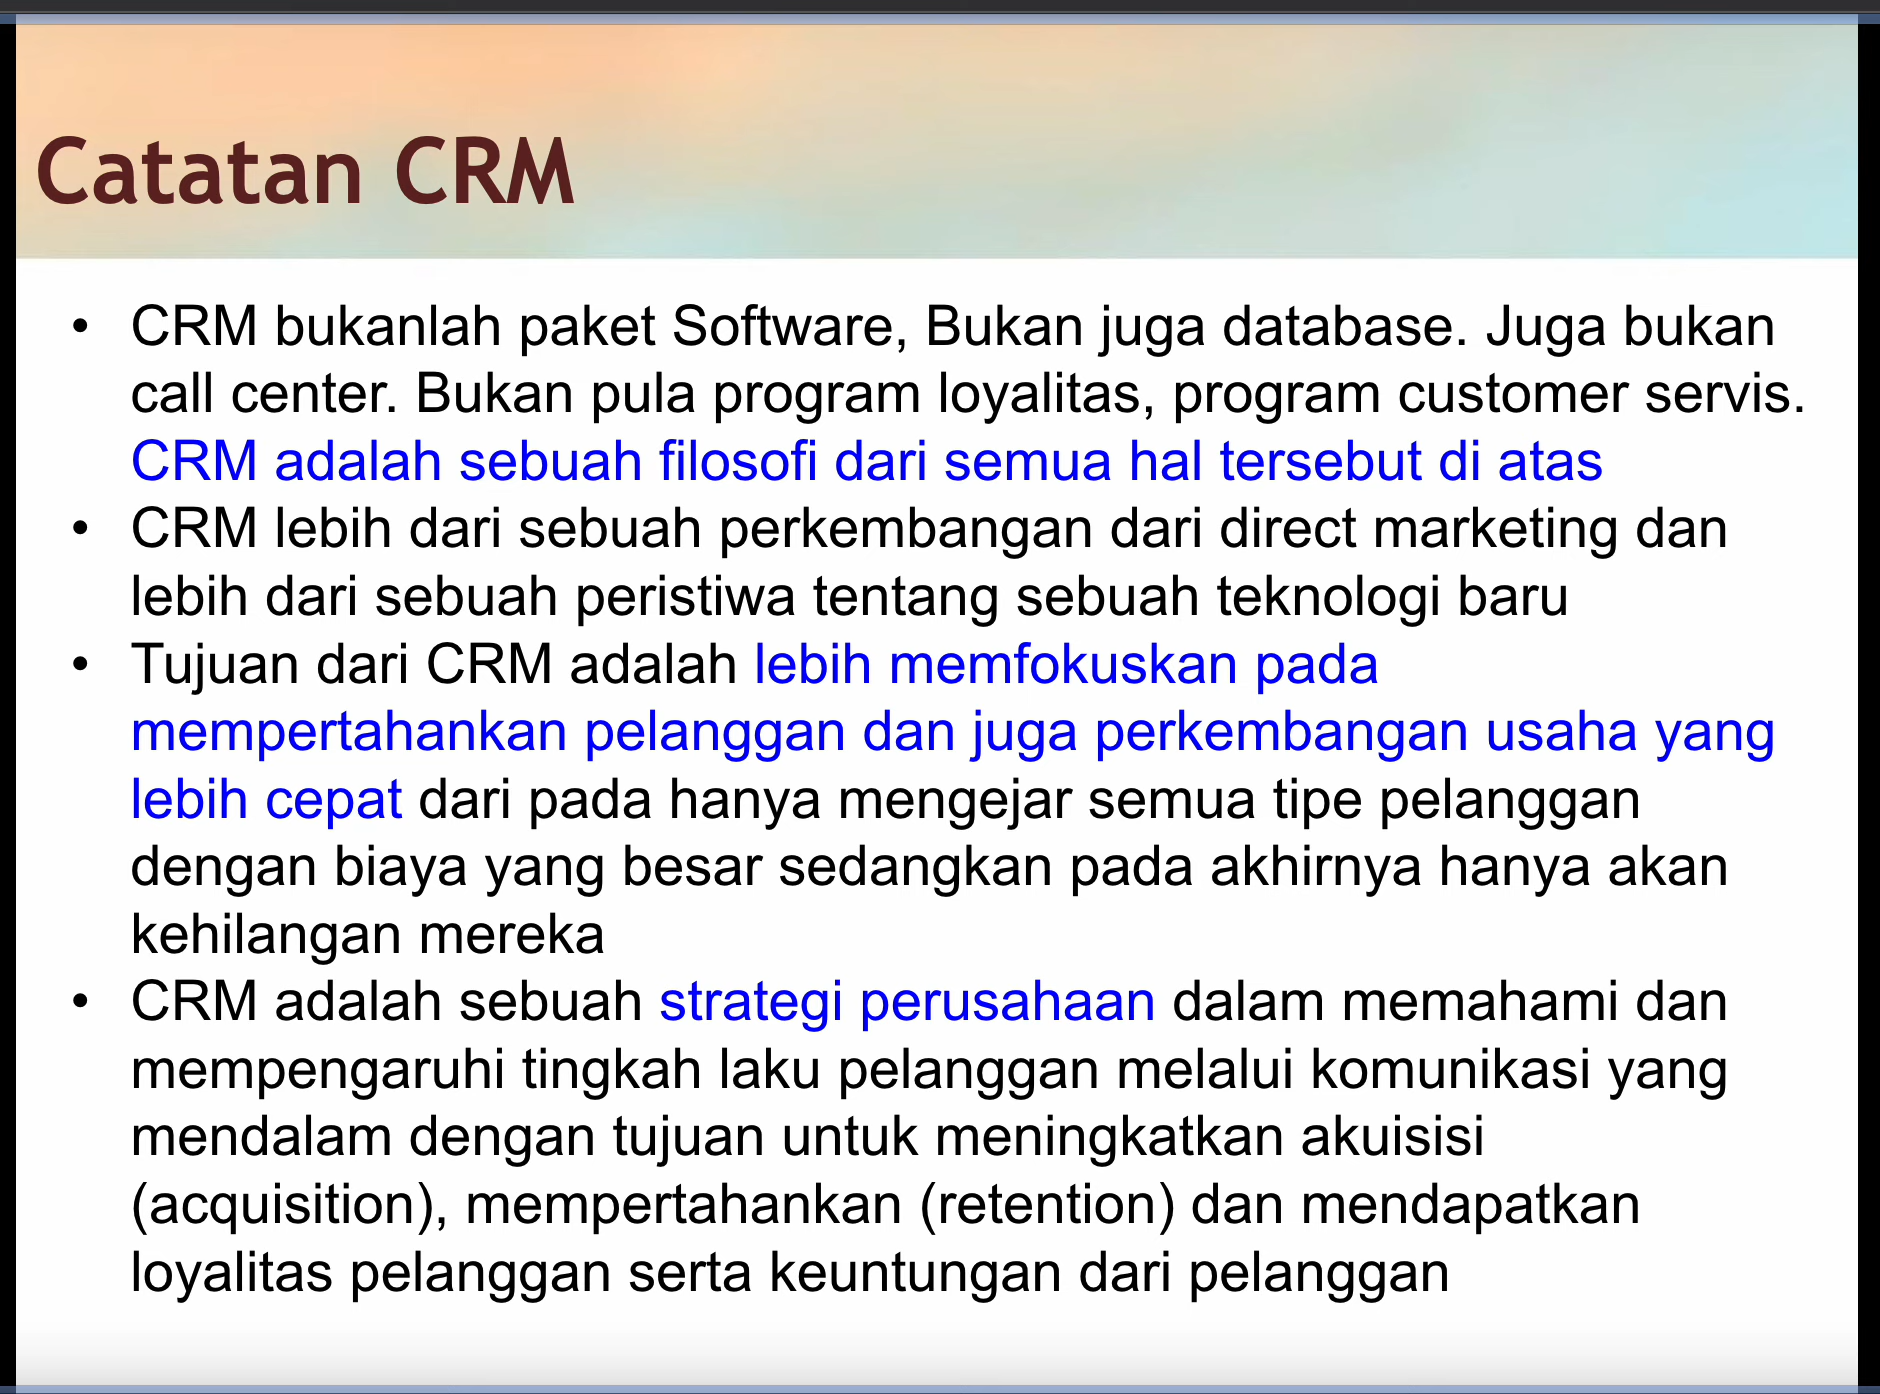 Catatan CRM
• CRM bukanlah paket Software, Bukan juga database. Juga bukan
call center. Bukan pula program loyalitas, program customer servis.
CRM adalah sebuah filosofi dari semua hal tersebut di atas
• CRM lebih dari sebuah perkembangan dari direct marketing dan
lebih dari sebuah peristiwa tentang sebuah teknologi baru
• Tujuan dari CRM adalah lebih memfokuskan pada
mempertahankan pelanggan dan juga perkembangan usaha yang
lebih cepat dari pada hanya mengejar semua tipe pelanggan
dengan biaya yang besar sedangkan pada akhirnya hanya akan
kehilangan mereka
• CRM adalah sebuah strategi perusahaan dalam memahami dan
mempengaruhi tingkah laku pelanggan melalui komunikasi yang
mendalam dengan tujuan untuk meningkatkan akuisisi
(acquisition), mempertahankan (retention) dan mendapatkan
loyalitas pelanggan serta keuntungan dari pelanggan